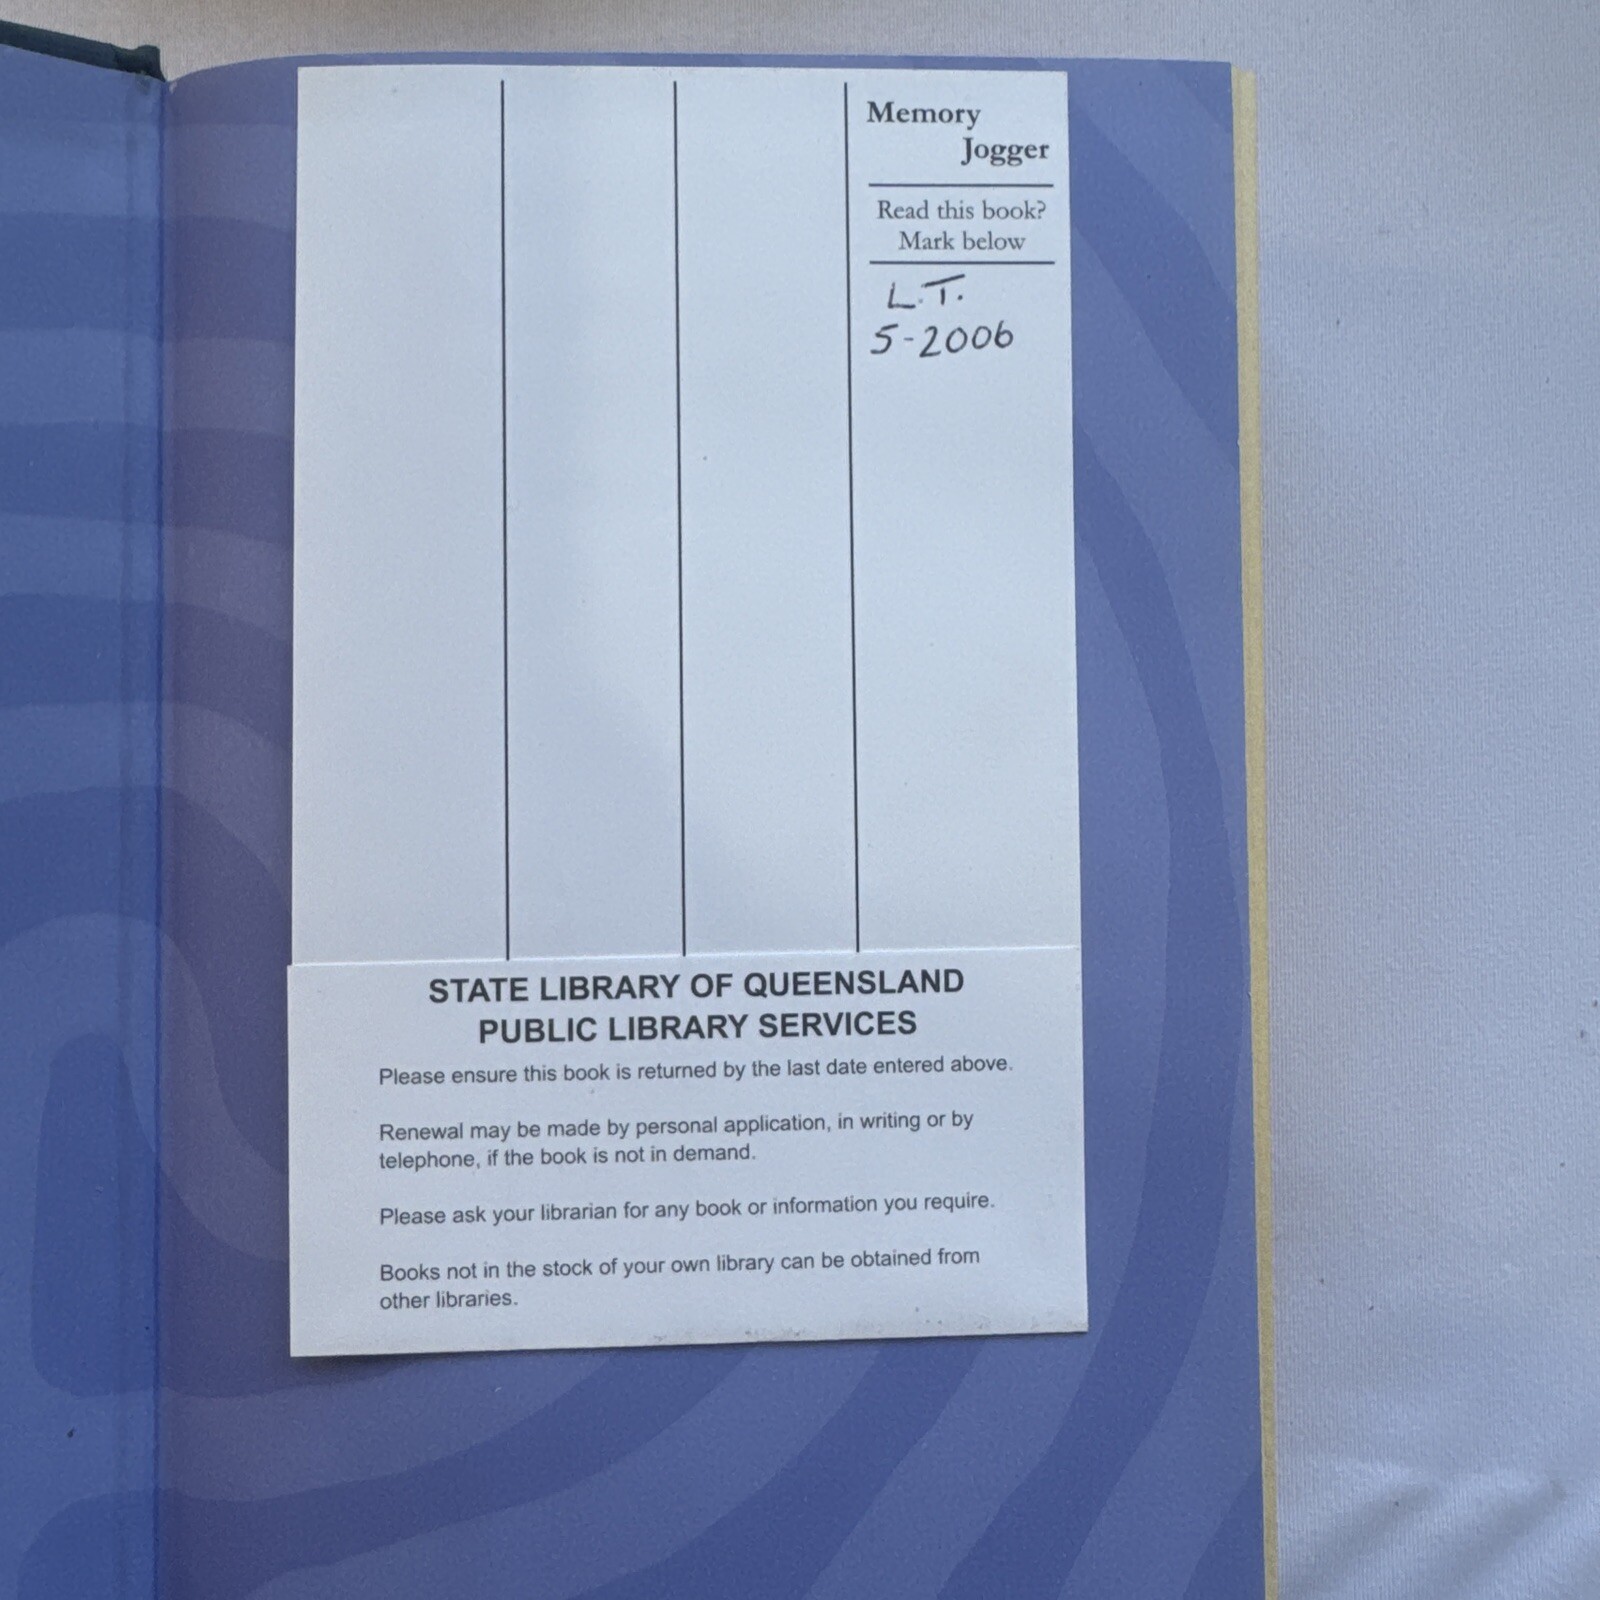 Memory
Jogger
Read this book?
Mark below
L.T.
5-2006
STATE LIBRARY OF QUEENSLAND
PUBLIC LIBRARY SERVICES
Please ensure this book is returned by the last date entered above.
Renewal may be made by personal application, in writing or by
telephone, if the book is not in demand.
Please ask your librarian for any book or information you require.
Books not in the stock of your own library can be obtained from
other libraries.